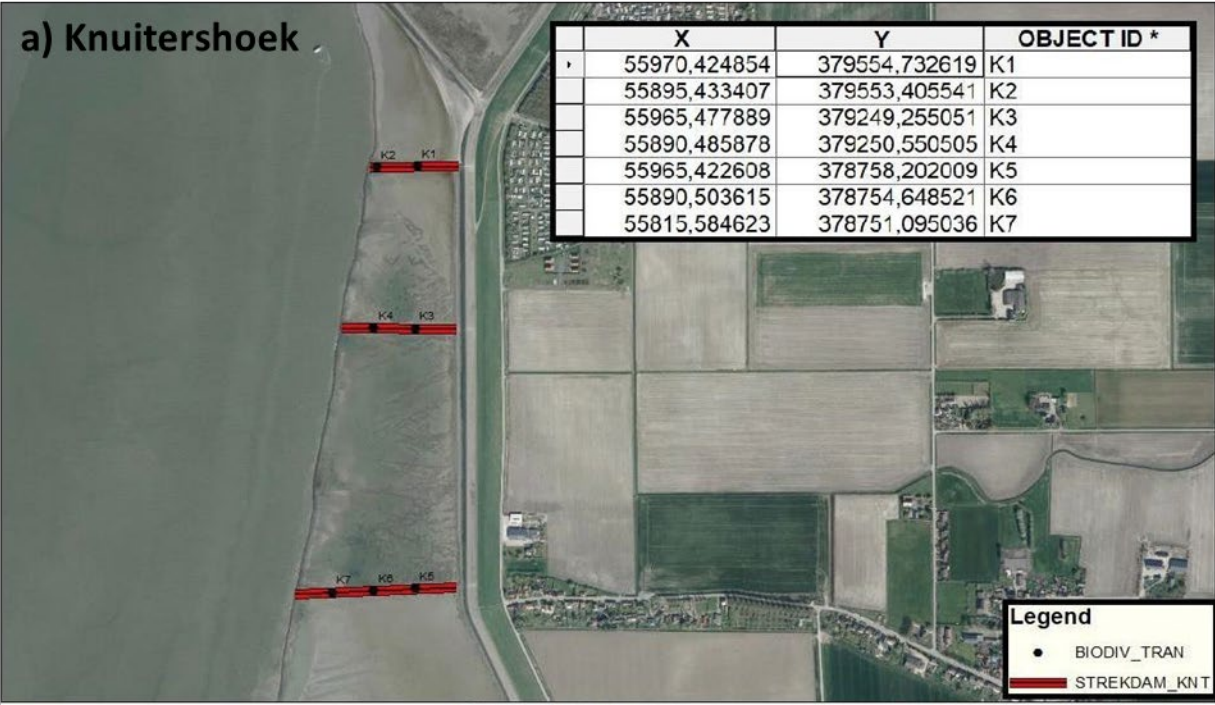 a) Knuitershoek
X Y OBJECT ID *
55970,424854 379554,732619 K1
55895,433407 379553,405541 K2
55965,477889 379249,255051 K3
55890,485878 379250,550505 K4
55965,422608 378758,202009 K5
55890,503615 378754,648521 K6
55815,584623 378751,095036 K7
K2 K1
K4 K3
K7 K6 K5
Legend
BIODIV_TRAN
STREKDAM_KNT